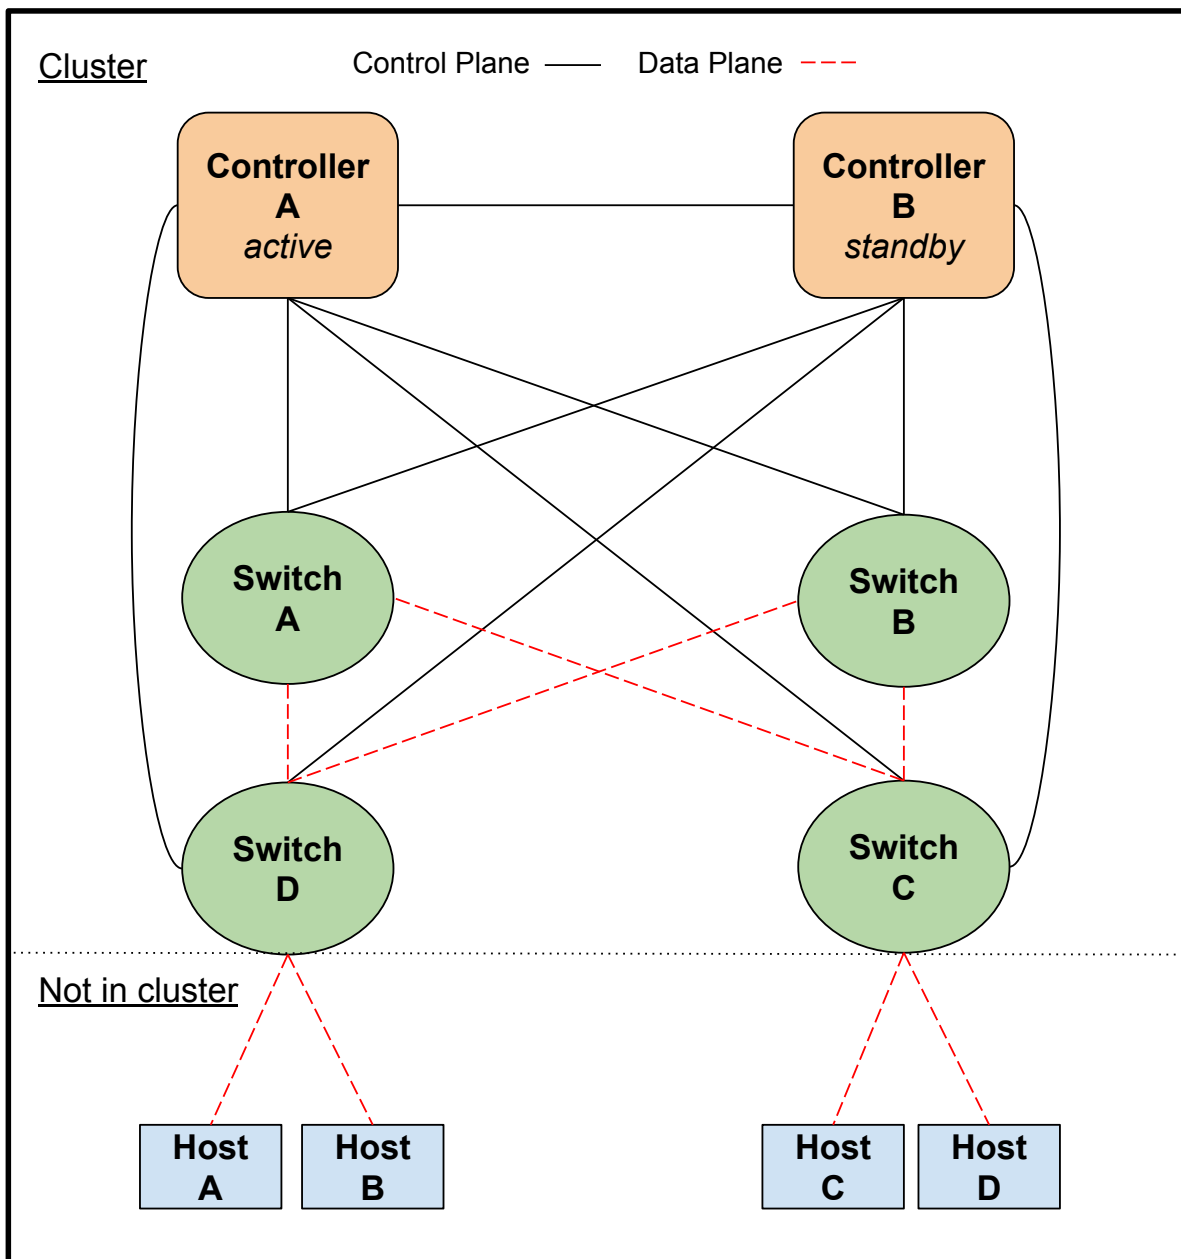 Cluster
Control Plane
Data Plane
Controller
A
active
Controller
B
standby
Switch
A
Switch
B
Switch
D
Switch
C
Not in cluster
Host
A
Host
B
Host
C
Host
D